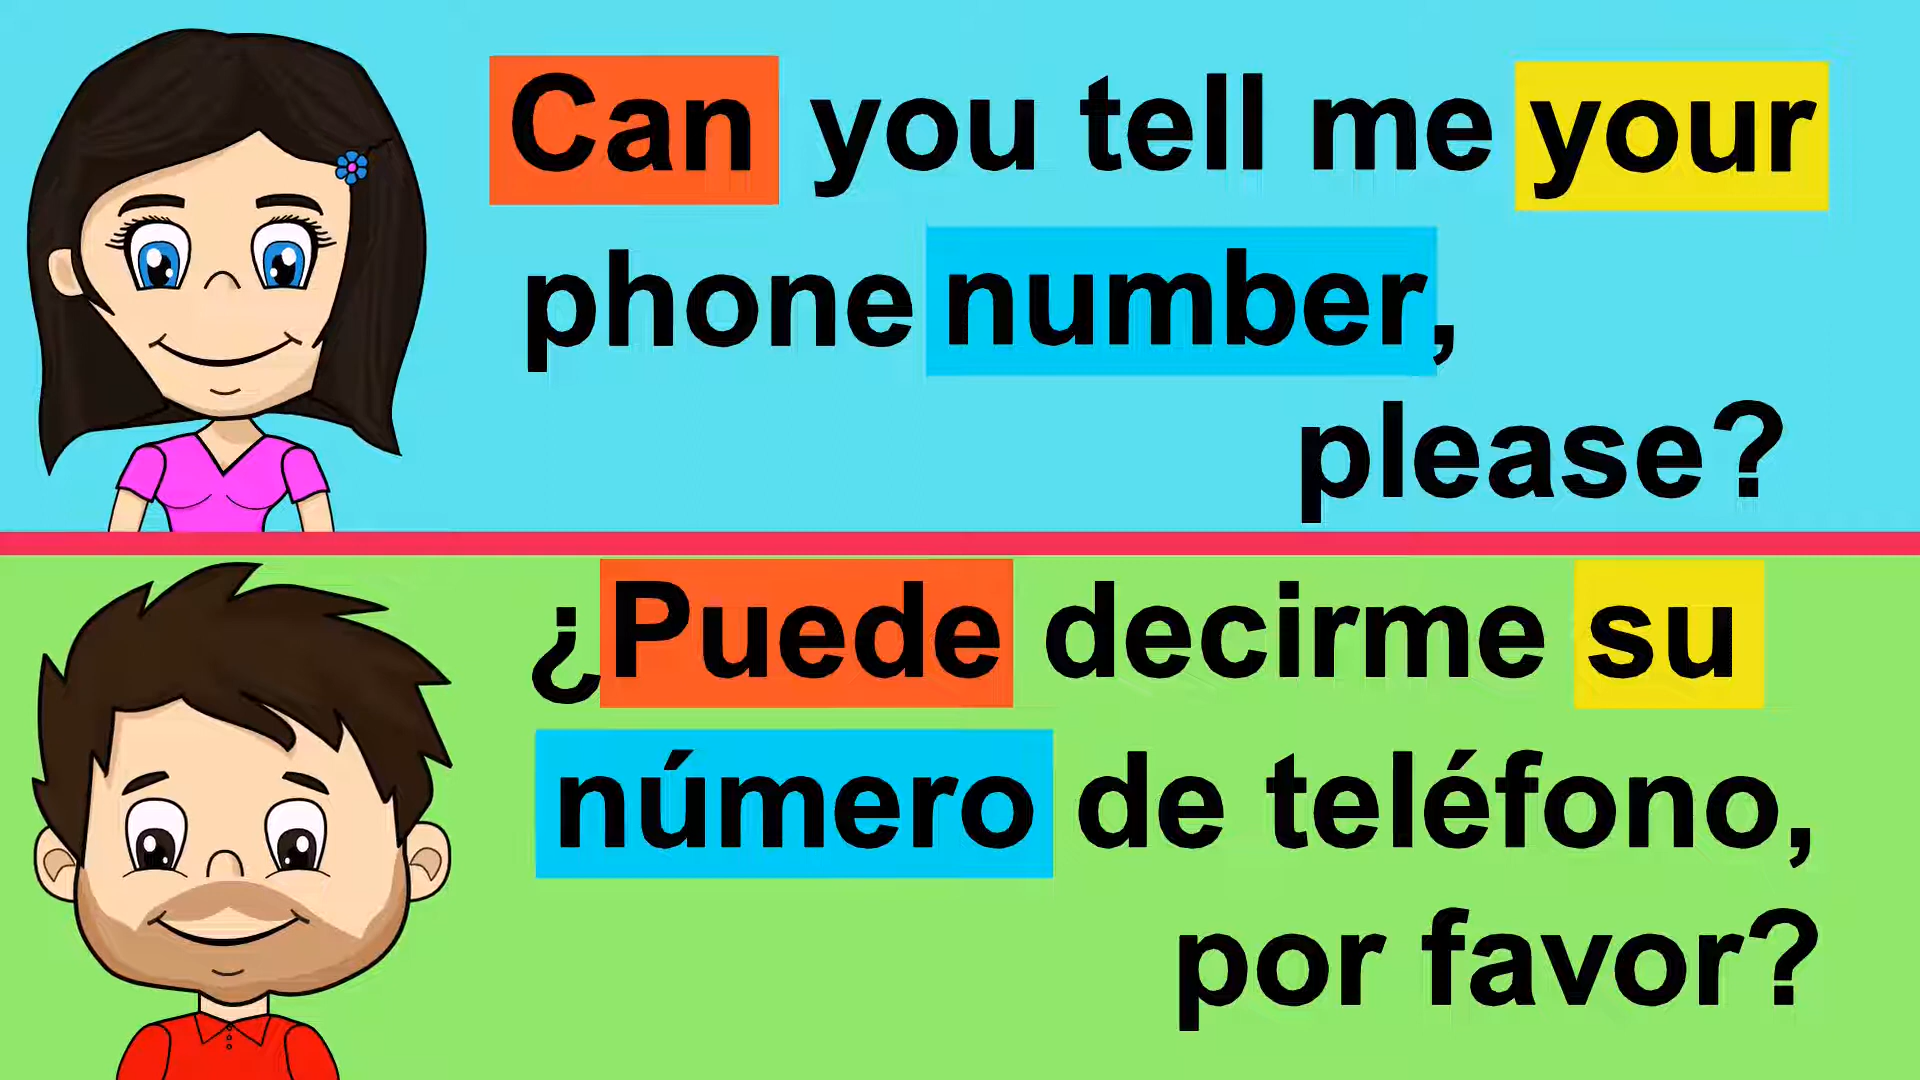 Can you tell me your
phone number,
please?
¿Puede decirme su
número de teléfono,
por favor?